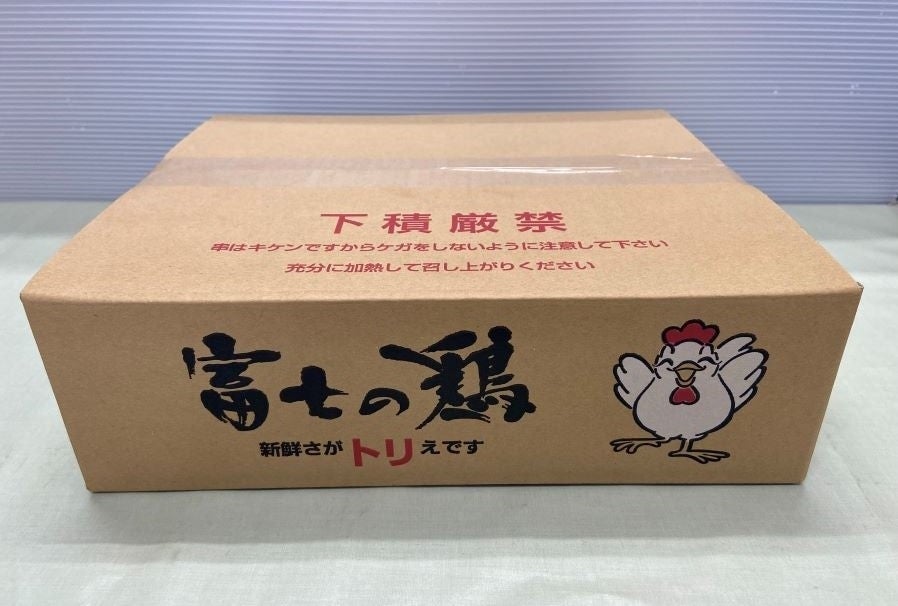 下積厳禁
串はキケンですからケガをしないように注意して下さい
充分に加熱して召し上がりください
富士の鶏
新鮮さがトリえです